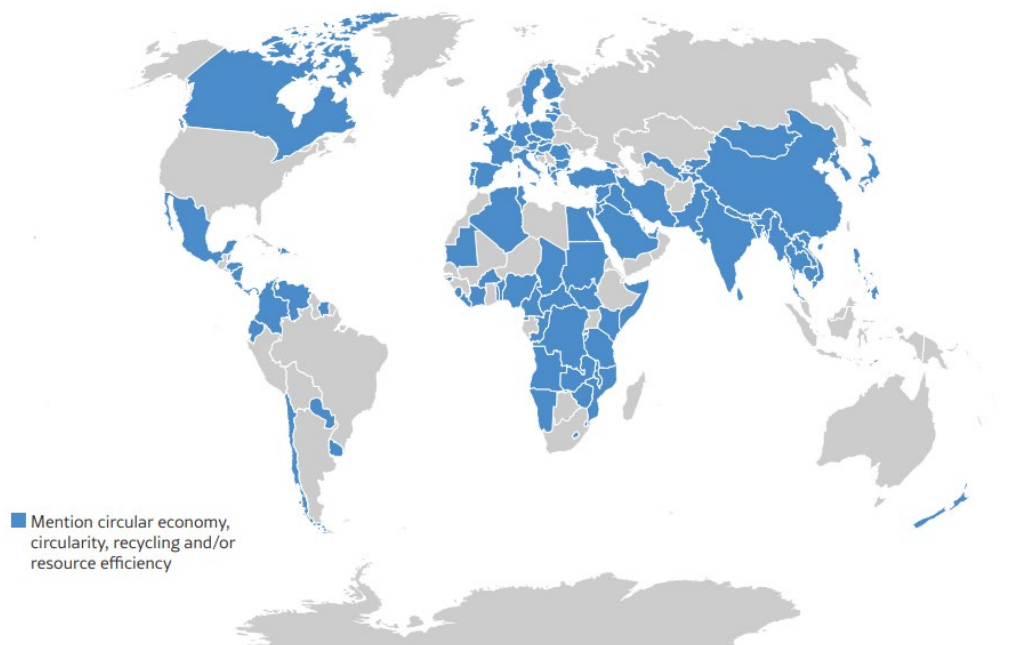 Mention circular economy,
circularity, recycling and/or
resource efficiency